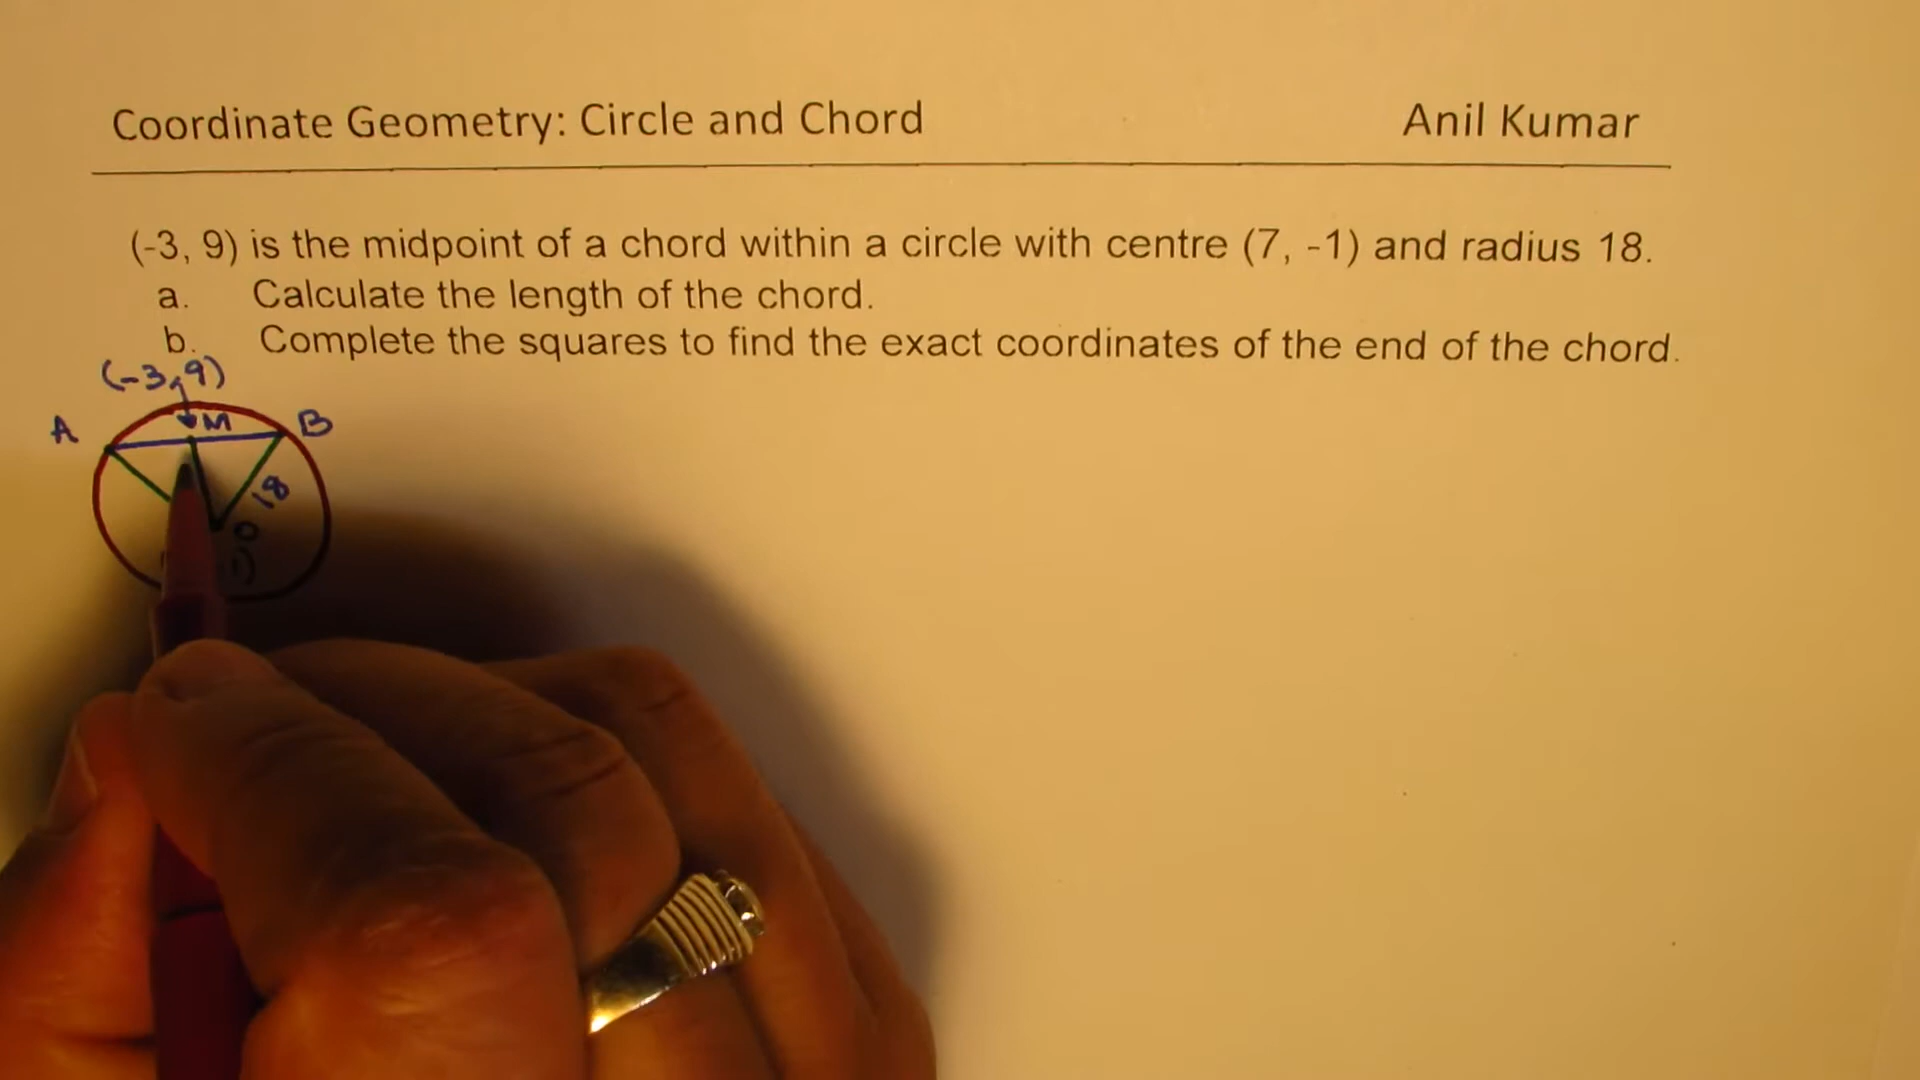 Coordinate Geometry: Circle and Chord
Anil Kumar
(-3, 9) is the midpoint of a chord within a circle with centre (7, -1) and radius 18.
a. Calculate the length of the chord.
b. Complete the squares to find the exact coordinates of the end of the chord.
(-3, 9)
A
M
B
18
O